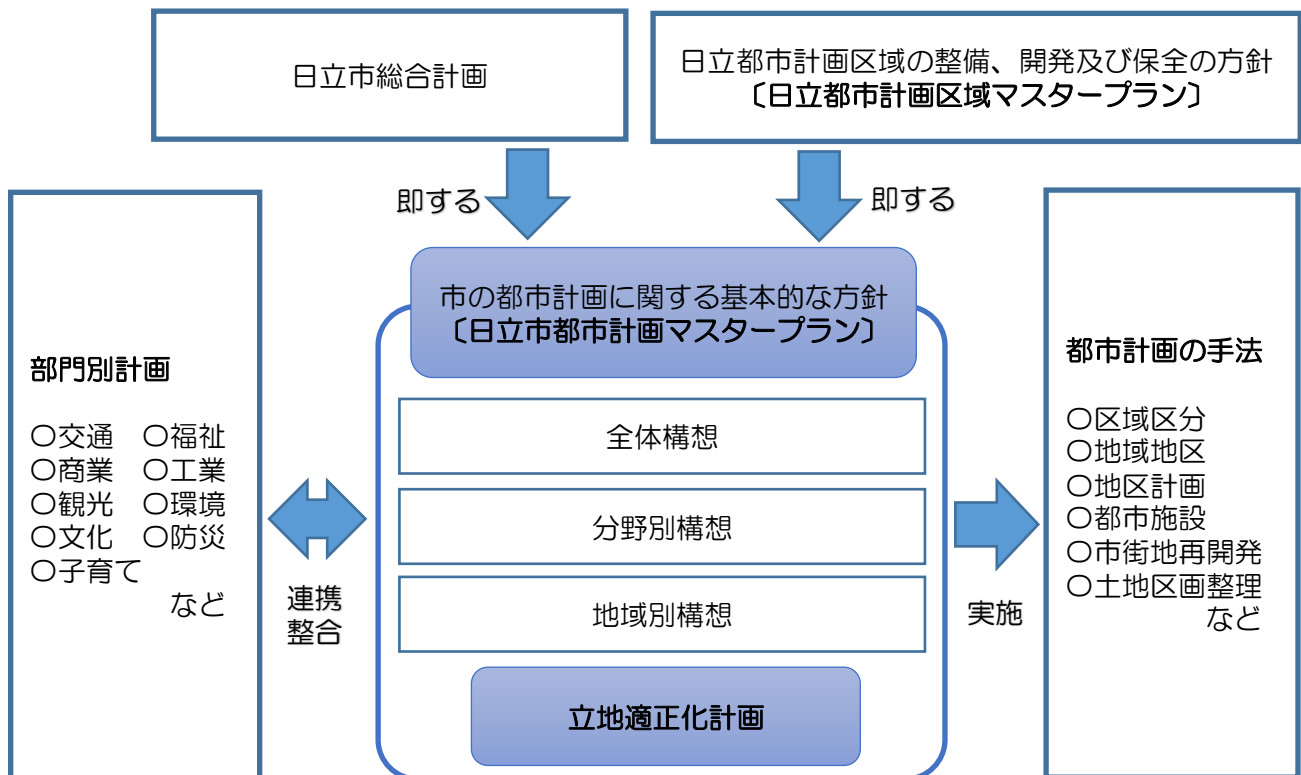 日立市総合計画
日立都市計画区域の整備、開発及び保全の方針
〔日立都市計画区域マスタープラン〕
即する
即する
部門別計画
〇交通　〇福祉
〇商業　〇工業
〇観光　〇環境
〇文化　〇防災
〇子育て
など
連携
整合
市の都市計画に関する基本的な方針
〔日立市都市計画マスタープラン〕
全体構想
分野別構想
地域別構想
立地適正化計画
実施
都市計画の手法
〇区域区分
〇地域地区
〇地区計画
〇都市施設
〇市街地再開発
〇土地区画整理
など